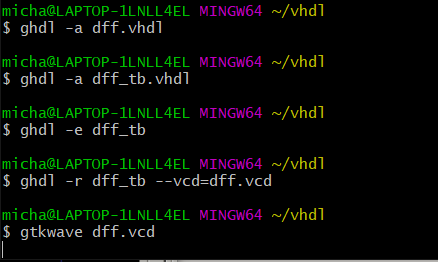 micha@LAPTOP-1LNLL4EL MINGW64 ~/vhdl
$ ghdl -a dff.vhdl
micha@LAPTOP-1LNLL4EL MINGW64 ~/vhdl
$ ghdl -a dff_tb.vhdl
micha@LAPTOP-1LNLL4EL MINGW64 ~/vhdl
$ ghdl -e dff_tb
micha@LAPTOP-1LNLL4EL MINGW64 ~/vhdl
$ ghdl -r dff_tb --vcd=dff.vcd
micha@LAPTOP-1LNLL4EL MINGW64 ~/vhdl
$ gtkwave dff.vcd